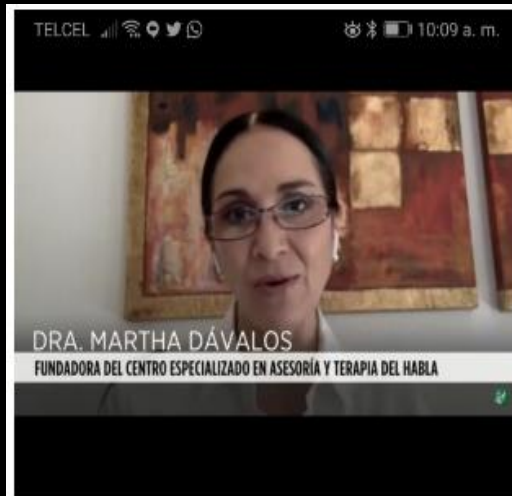 TELCEL 10:09 a. m.
DRA. MARTHA DÁVALOS
FUNDADORA DEL CENTRO ESPECIALIZADO EN ASESORÍA Y TERAPIA DEL HABLA